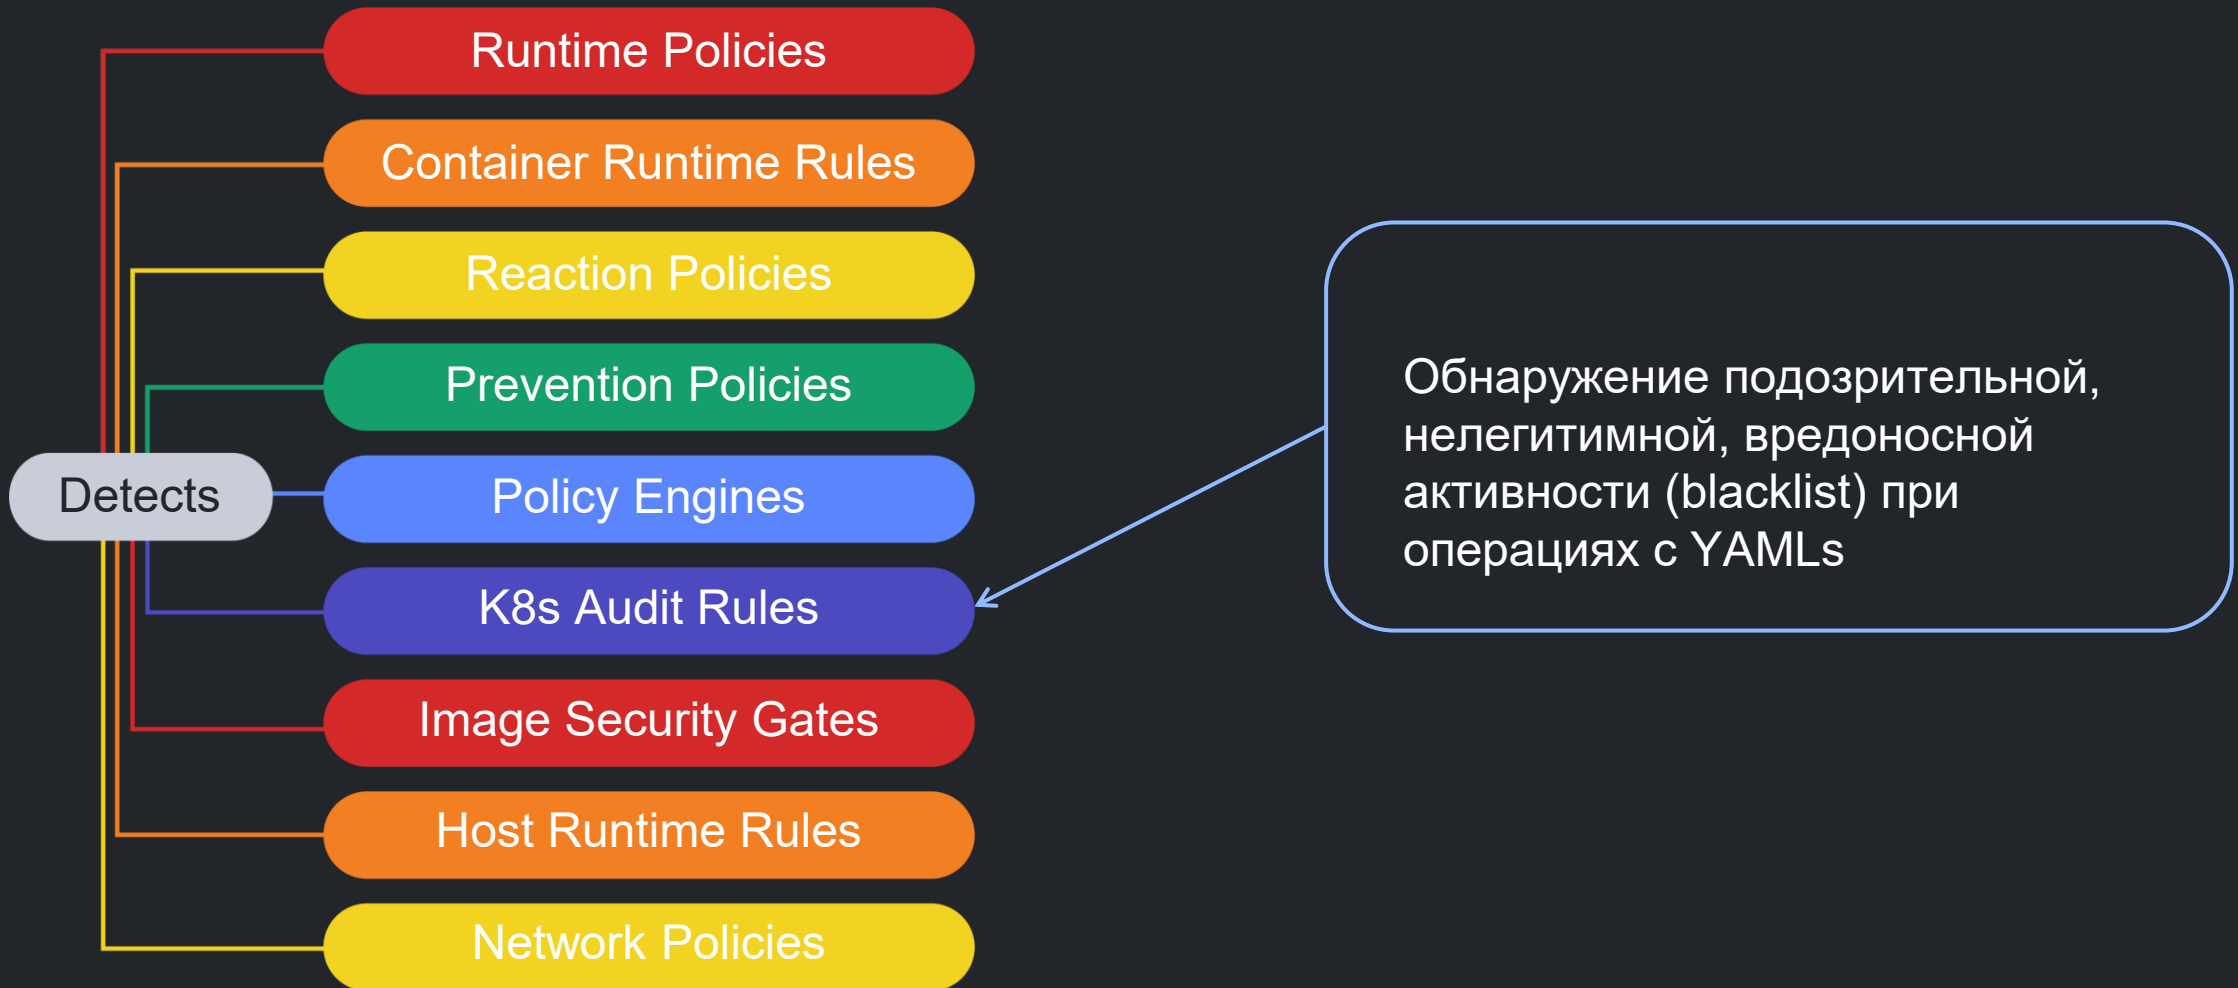 Runtime Policies
Container Runtime Rules
Reaction Policies
Prevention Policies
Detects
Policy Engines
K8s Audit Rules
Image Security Gates
Host Runtime Rules
Network Policies
Обнаружение подозрительной,
нелегитимной, вредоносной
активности (blacklist) при
операциях с YAMLs